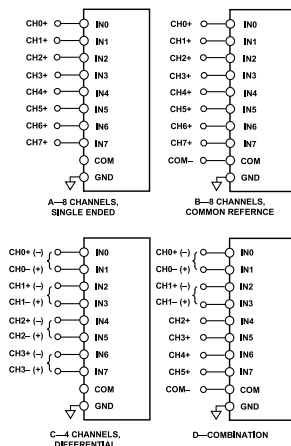 CH0+ IN0
CH1+ IN1
CH2+ IN2
CH3+ IN3
CH4+ IN4
CH5+ IN5
CH6+ IN6
CH7+ IN7
COM
GND
A—8 CHANNELS,
SINGLE ENDED
CH0+ IN0
CH1+ IN1
CH2+ IN2
CH3+ IN3
CH4+ IN4
CH5+ IN5
CH6+ IN6
CH7+ IN7
COM– COM
GND
B—8 CHANNELS,
COMMON REFERNCE
CH0+ (–) IN0
CH0– (+) IN1
CH1+ (–) IN2
CH1– (+) IN3
CH2+ (–) IN4
CH2– (+) IN5
CH3+ (–) IN6
CH3– (+) IN7
COM
GND
C—4 CHANNELS,
DIFFERENTIAL
CH0+ (–) IN0
CH0– (+) IN1
CH1+ (–) IN2
CH1– (+) IN3
CH2+ IN4
CH3+ IN5
CH4+ IN6
CH5+ IN7
COM– COM
GND
D—COMBINATION